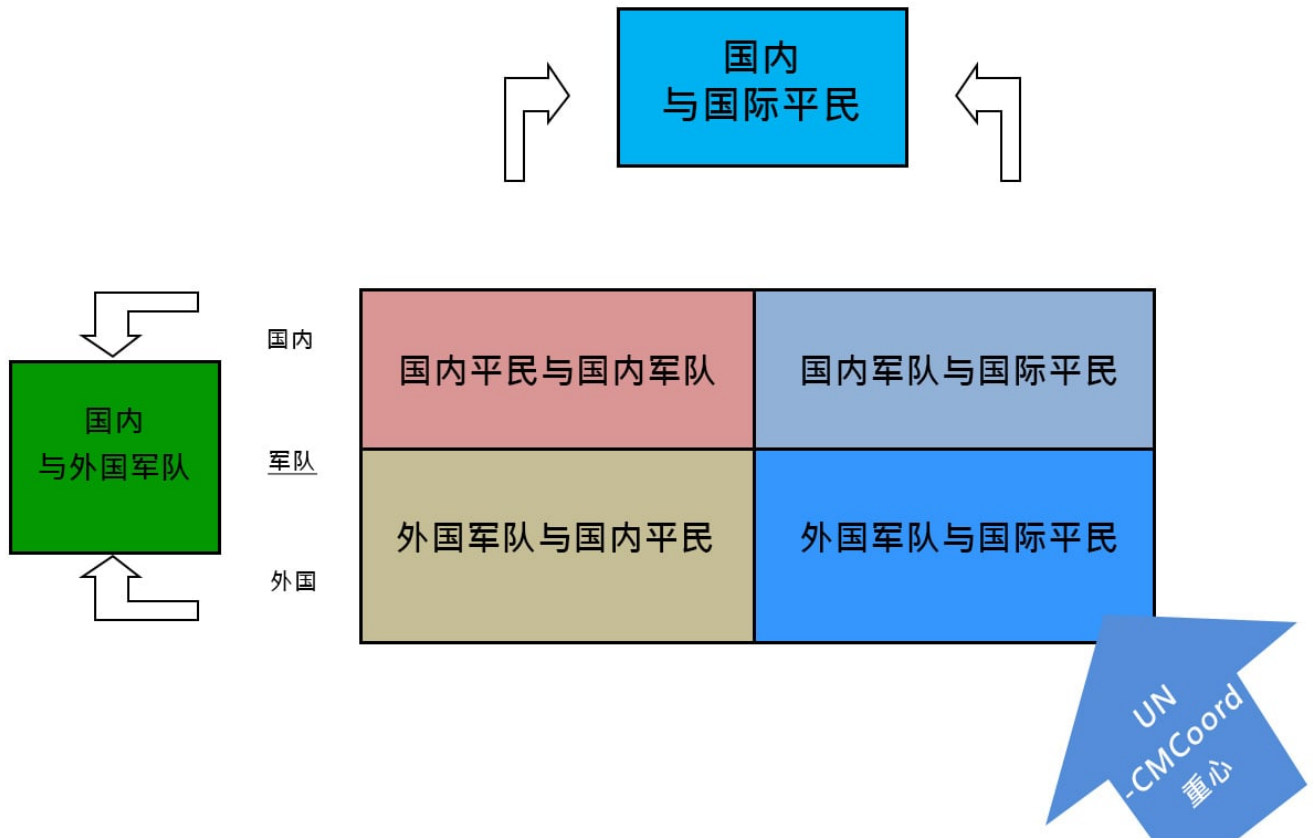 国内
与国际平民
国内
国内平民与国内军队
国内军队与国际平民
国内
与外国军队
军队
外国军队与国内平民
外国军队与国际平民
外国
UN
-CMCoord
重心